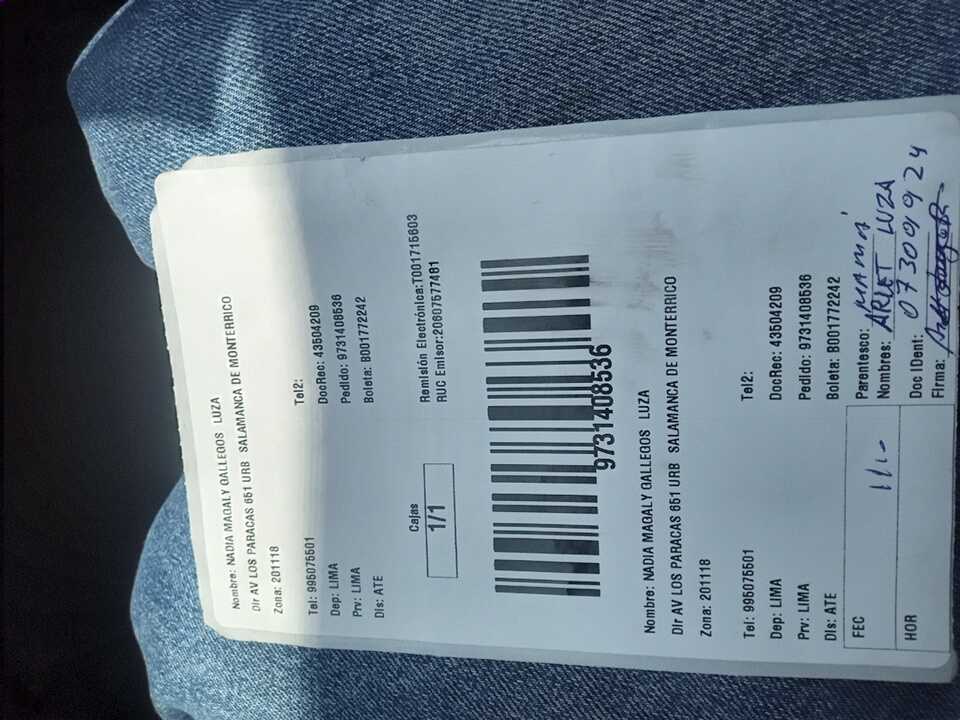 Nombre: NADIA MAGALY GALLEGOS LUZA
Dir AV LOS PARACAS 651 URB SALAMANCA DE MONTERRICO
Zona: 201118
Tel: 995075501 Tel2:
Dep: LIMA DocRec: 43504209
Prv: LIMA Pedido: 9731408536
Dis: ATE Boleta: B001772242
Cajas Remisión Electrónica:T001715603
1/1 RUC Emisor:20607577481
9731408536
Nombre: NADIA MAGALY GALLEGOS LUZA
Dir AV LOS PARACAS 651 URB SALAMANCA DE MONTERRICO
Zona: 201118
Tel: 995075501 Tel2:
Dep: LIMA DocRec: 43504209
Prv: LIMA Pedido: 9731408536
Dis: ATE Boleta: B001772242
FEC Parentesco: MAMÁ
Nombres: ARLET LUZA
HOR Doc IDent:
Firma: